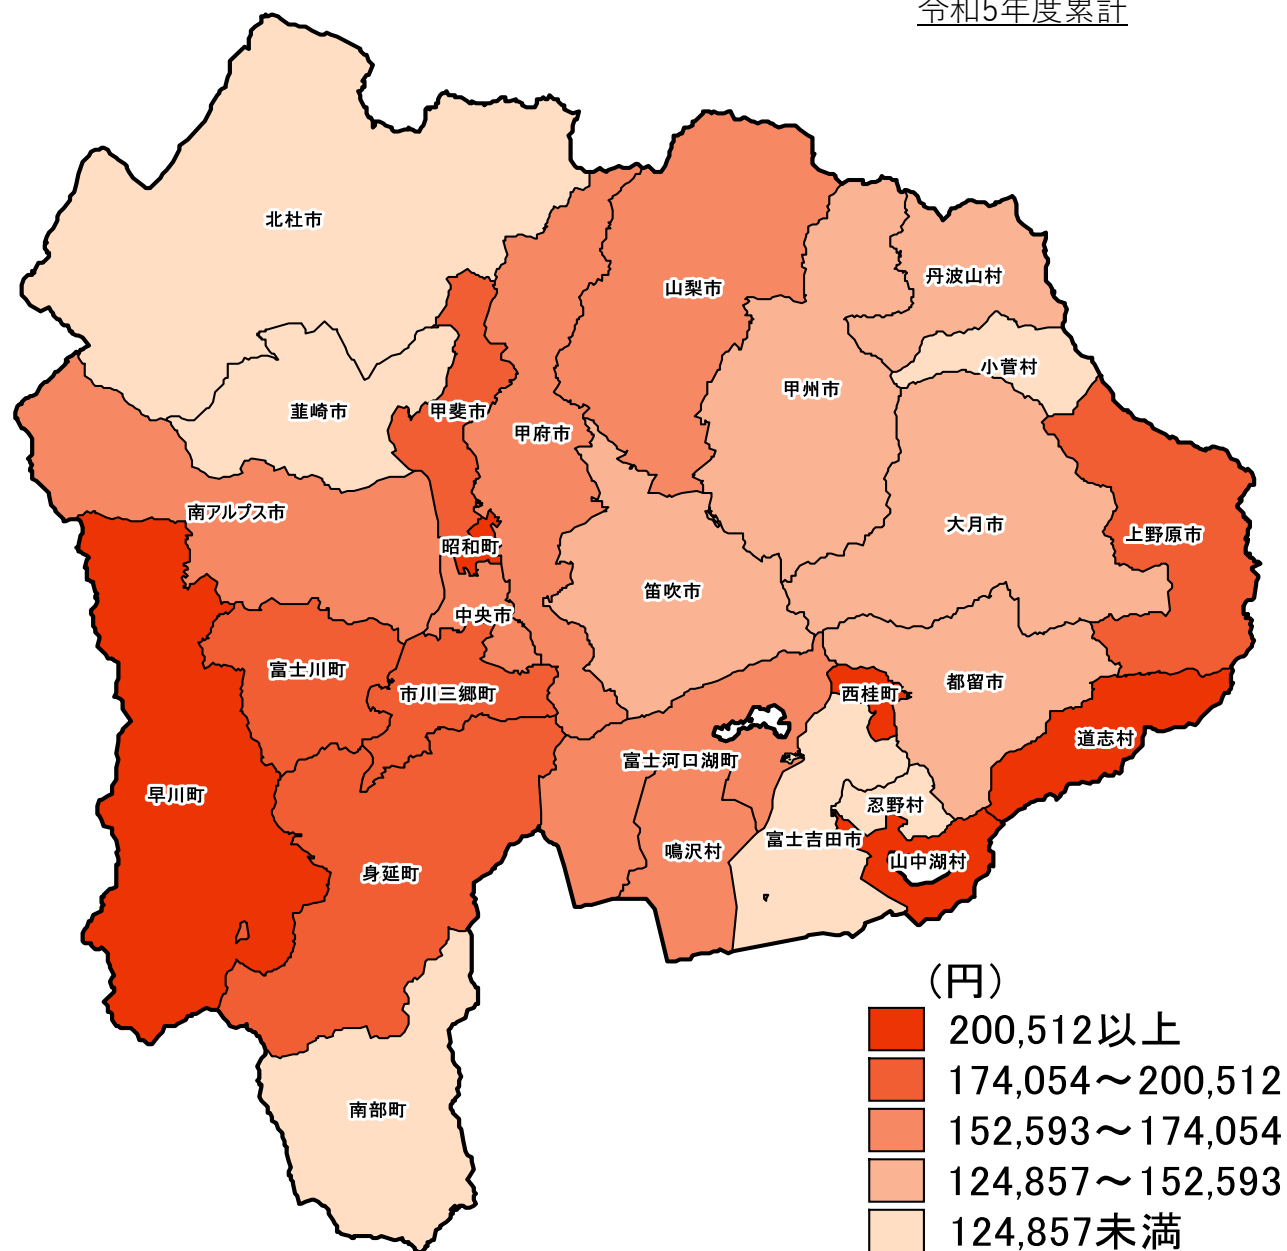 令和5年度累計
北杜市
山梨市
丹波山村
小菅村
甲州市
韮崎市
甲斐市
甲府市
南アルプス市
大月市
上野原市
昭和町
笛吹市
中央市
富士川町
市川三郷町
西桂町
都留市
道志村
富士河口湖町
早川町
忍野村
富士吉田市
鳴沢村
山中湖村
身延町
南部町
(円)
200,512以上
174,054～200,512
152,593～174,054
124,857～152,593
124,857未満